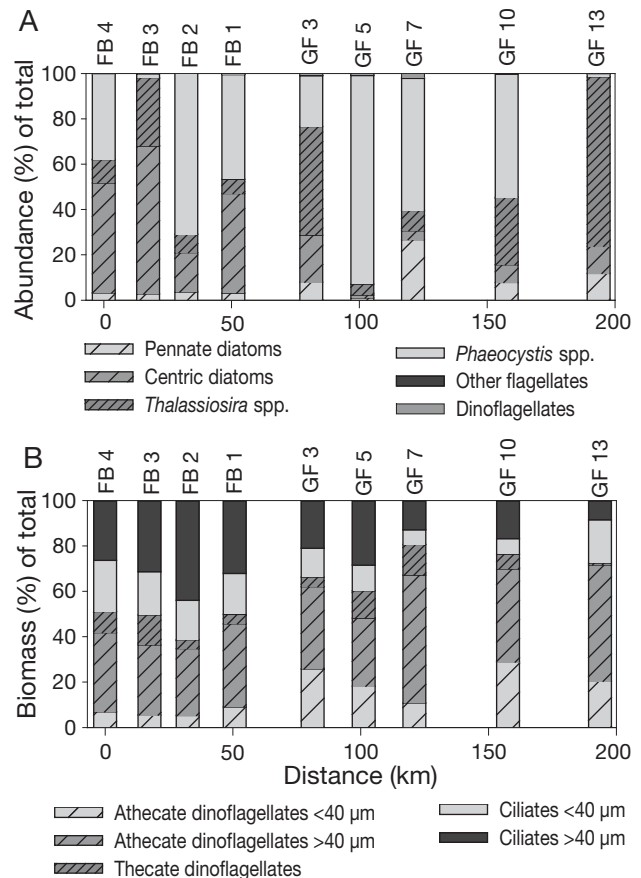 A
FB 4
FB 3
FB 2
FB 1
GF 3
GF 5
GF 7
GF 10
GF 13
Abundance (%) of total
100
80
60
40
20
0
0 50 100 150 200
Pennate diatoms
Centric diatoms
Thalassiosira spp.
Phaeocystis spp.
Other flagellates
Dinoflagellates
B
FB 4
FB 3
FB 2
FB 1
GF 3
GF 5
GF 7
GF 10
GF 13
Biomass (%) of total
100
80
60
40
20
0
0 50 100 150 200
Distance (km)
Athecate dinoflagellates <40 µm
Athecate dinoflagellates >40 µm
Thecate dinoflagellates
Ciliates <40 µm
Ciliates >40 µm